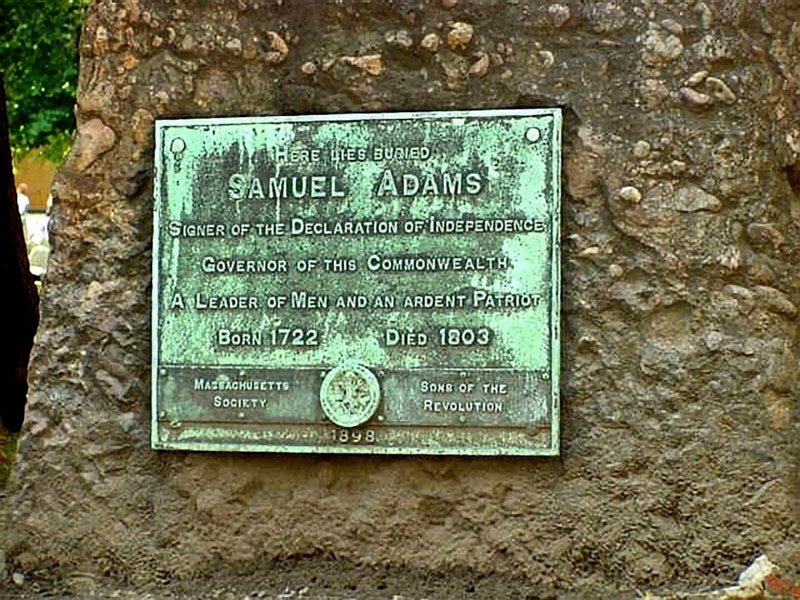 HERE LIES BURIED
SAMUEL ADAMS
SIGNER OF THE DECLARATION OF INDEPENDENCE
GOVERNOR OF THIS COMMONWEALTH
A LEADER OF MEN AND AN ARDENT PATRIOT
BORN 1722 DIED 1803
MASSACHUSETTS
SOCIETY
SONS OF THE
REVOLUTION
1898